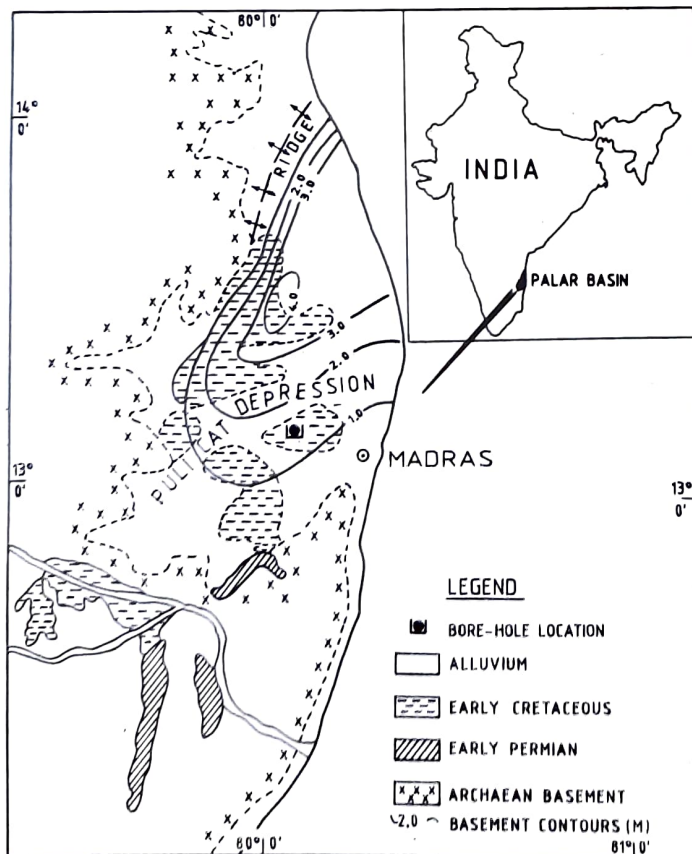 80° 0'
14°
0'
RIDGE
2.0
3.0
INDIA
PALAR BASIN
4.0
3.0
2.0
1.0
PULICAT DEPRESSION
MADRAS
13°
0'
13°
0'
LEGEND
BORE-HOLE LOCATION
ALLUVIUM
EARLY CRETACEOUS
EARLY PERMIAN
ARCHAEAN BASEMENT
2.0 BASEMENT CONTOURS (M)
80° 0'
81° 0'